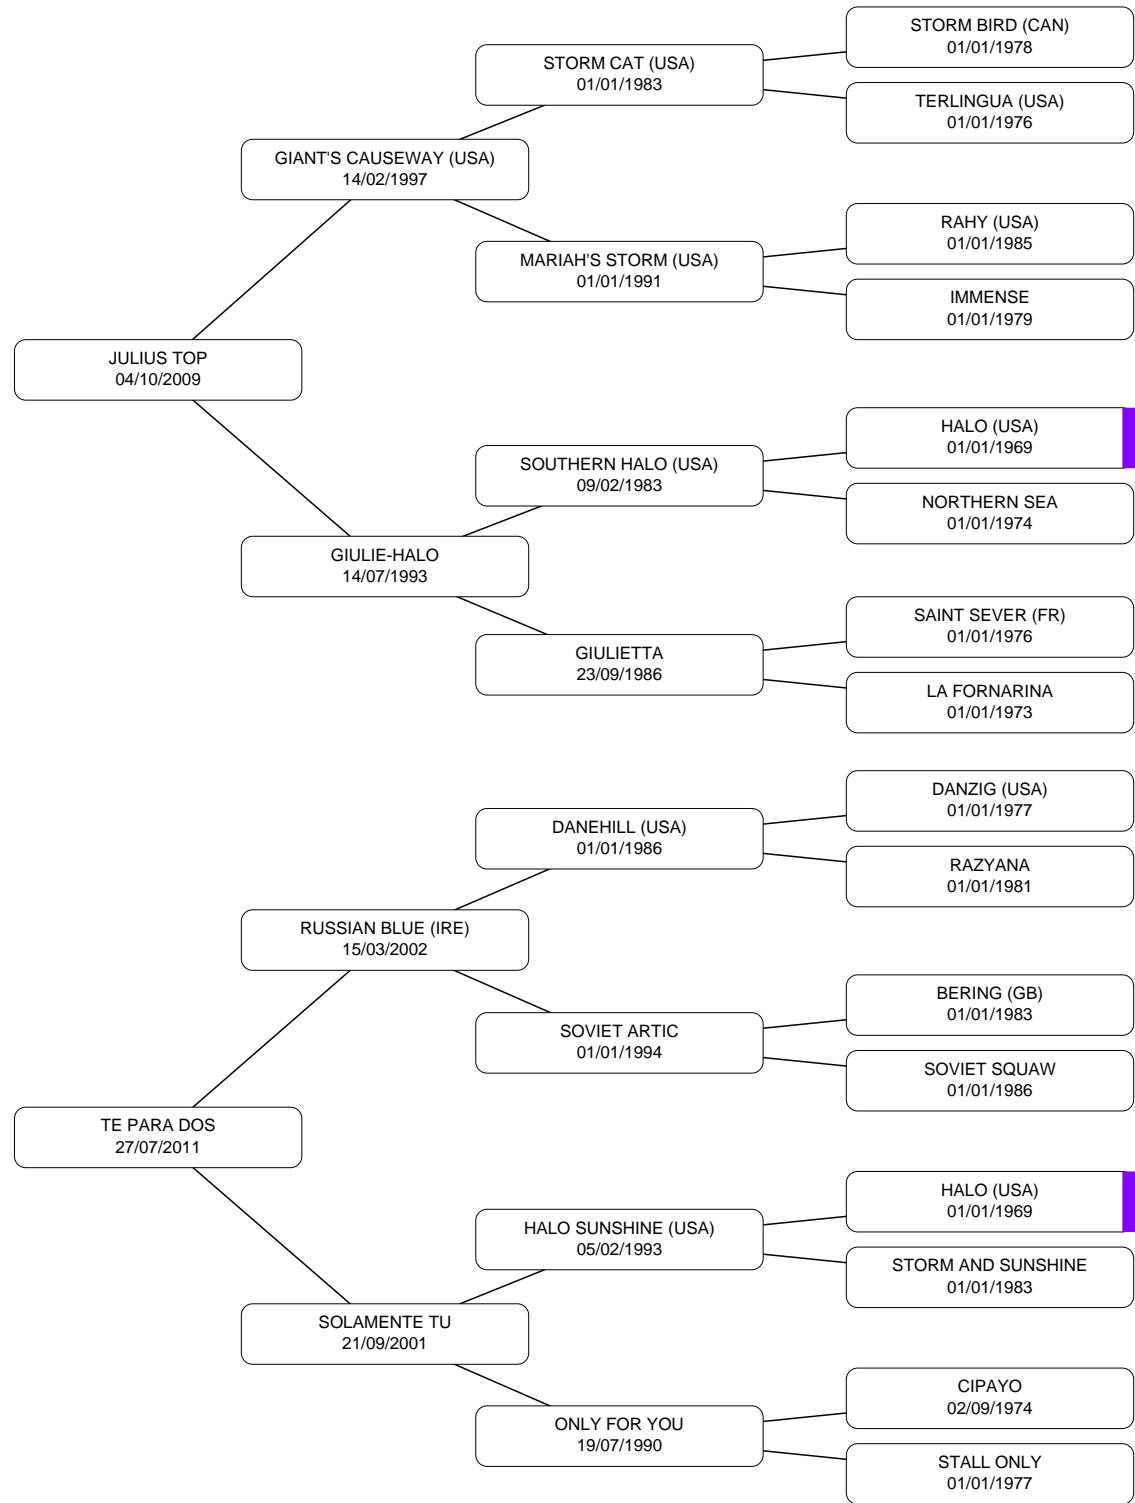 STORM BIRD (CAN)
01/01/1978
STORM CAT (USA)
01/01/1983
TERLINGUA (USA)
01/01/1976
GIANT'S CAUSEWAY (USA)
14/02/1997
RAHY (USA)
01/01/1985
MARIAH'S STORM (USA)
01/01/1991
IMMENSE
01/01/1979
JULIUS TOP
04/10/2009
HALO (USA)
01/01/1969
SOUTHERN HALO (USA)
09/02/1983
NORTHERN SEA
01/01/1974
GIULIE-HALO
14/07/1993
SAINT SEVER (FR)
01/01/1976
GIULIETTA
23/09/1986
LA FORNARINA
01/01/1973
DANZIG (USA)
01/01/1977
DANEHILL (USA)
01/01/1986
RAZYANA
01/01/1981
RUSSIAN BLUE (IRE)
15/03/2002
BERING (GB)
01/01/1983
SOVIET ARTIC
01/01/1994
SOVIET SQUAW
01/01/1986
TE PARA DOS
27/07/2011
HALO (USA)
01/01/1969
HALO SUNSHINE (USA)
05/02/1993
STORM AND SUNSHINE
01/01/1983
SOLAMENTE TU
21/09/2001
CIPAYO
02/09/1974
ONLY FOR YOU
19/07/1990
STALL ONLY
01/01/1977